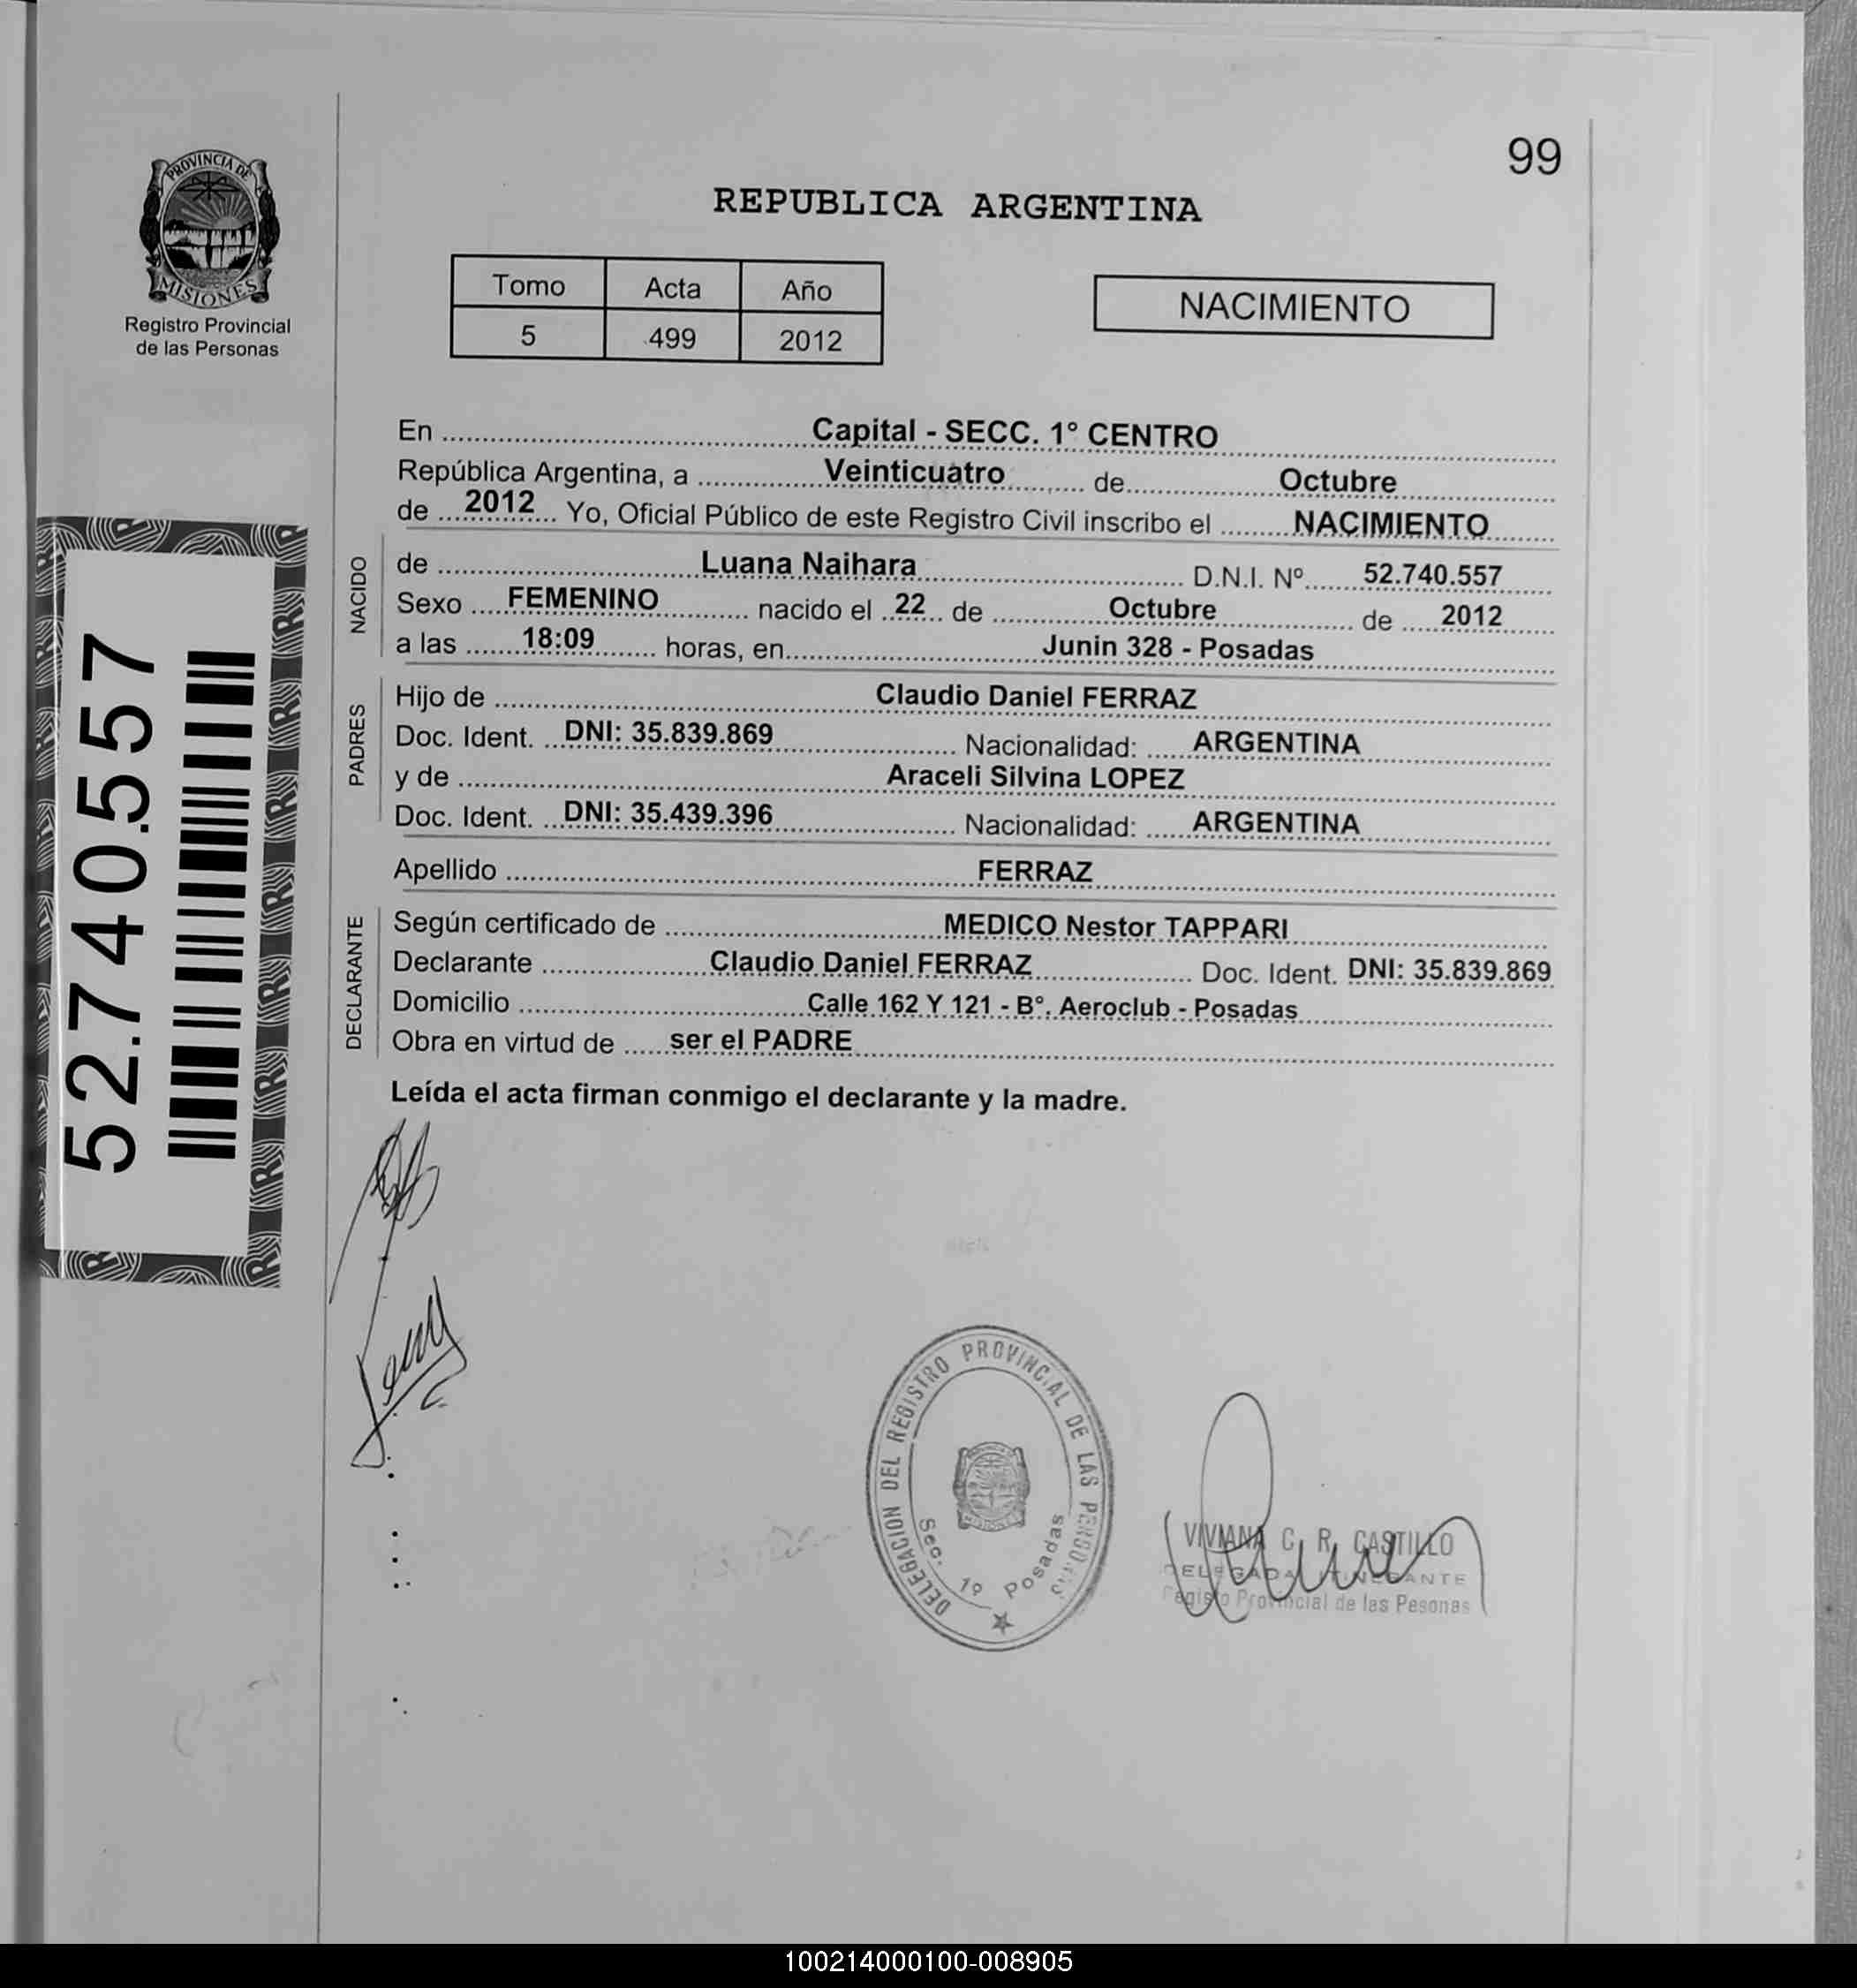 99
PROVINCIA DE
MISIONES
Registro Provincial
de las Personas
REPUBLICA ARGENTINA
Tomo Acta Año
5 499 2012
NACIMIENTO
En Capital - SECC. 1° CENTRO
República Argentina, a Veinticuatro de Octubre
de 2012 Yo, Oficial Público de este Registro Civil inscribo el NACIMIENTO
NACIDO
de Luana Naihara D.N.I. Nº 52.740.557
Sexo FEMENINO nacido el 22 de Octubre de 2012
a las 18:09 horas, en Junin 328 - Posadas
PADRES
Hijo de Claudio Daniel FERRAZ
Doc. Ident. DNI: 35.839.869 Nacionalidad: ARGENTINA
y de Araceli Silvina LOPEZ
Doc. Ident. DNI: 35.439.396 Nacionalidad: ARGENTINA
Apellido FERRAZ
DECLARANTE
Según certificado de MEDICO Nestor TAPPARI
Declarante Claudio Daniel FERRAZ Doc. Ident. DNI: 35.839.869
Domicilio Calle 162 Y 121 - B°. Aeroclub - Posadas
Obra en virtud de ser el PADRE
Leída el acta firman conmigo el declarante y la madre.
52.740.557
DELEGACION DEL REGISTRO PROVINCIAL DE LAS PERSONAS
Sec. 1º Posadas
VIVIANA C. R. CASTILLO
DELEGADA ITINERANTE
Registo Provincial de las Pesonas
100214000100-008905